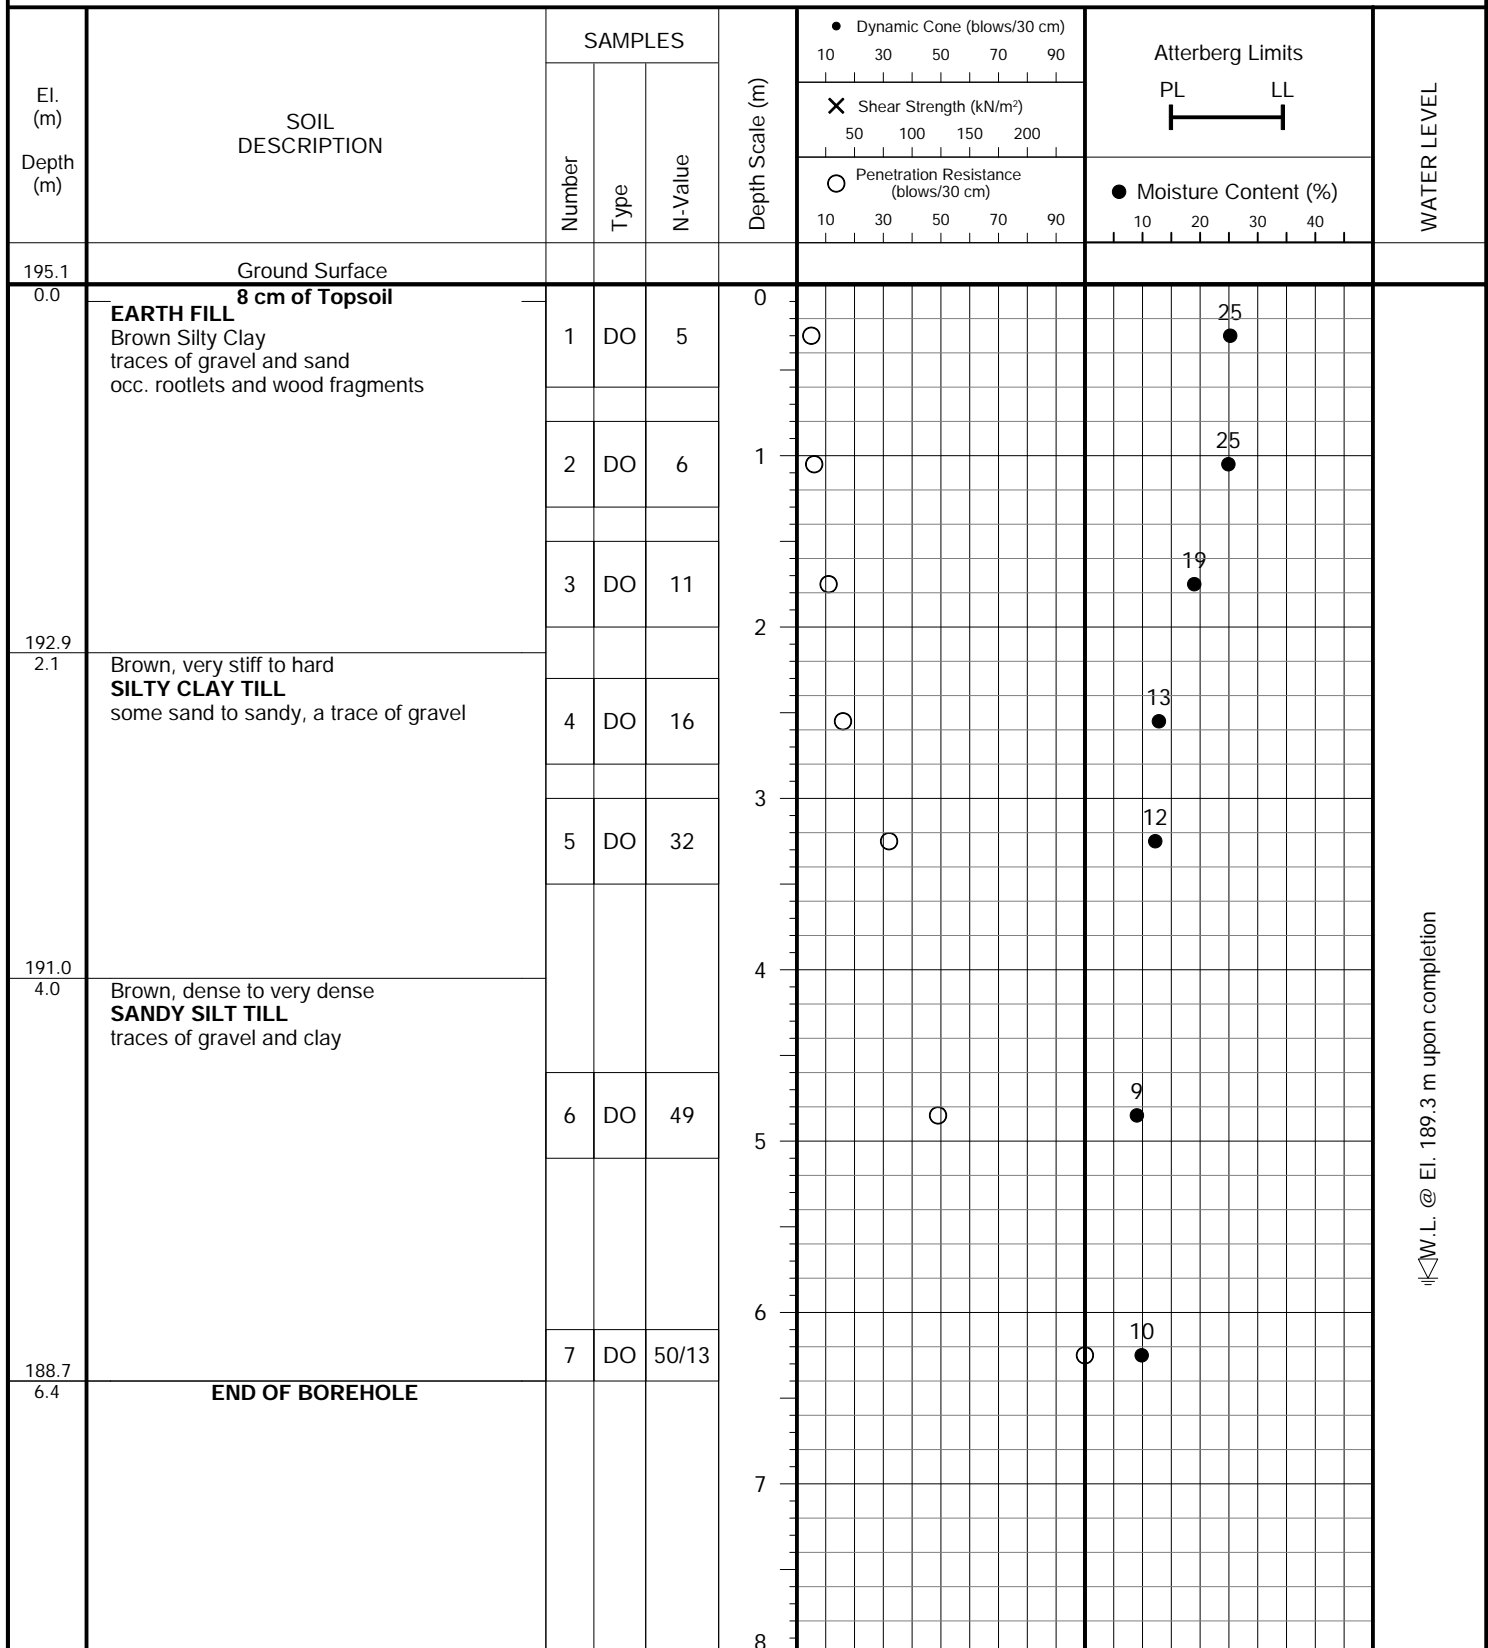 El.
(m)
Depth
(m)
SOIL
DESCRIPTION
SAMPLES
Number
Type
N-Value
Depth Scale (m)
Dynamic Cone (blows/30 cm)
10 30 50 70 90
Shear Strength (kN/m²)
50 100 150 200
Penetration Resistance
(blows/30 cm)
10 30 50 70 90
Atterberg Limits
PL LL
Moisture Content (%)
10 20 30 40
WATER LEVEL
195.1 Ground Surface
0.0 8 cm of Topsoil 0
EARTH FILL
Brown Silty Clay
traces of gravel and sand
occ. rootlets and wood fragments
1 DO 5 25
2 DO 6 1 25
3 DO 11 19
2
192.9
2.1 Brown, very stiff to hard
SILTY CLAY TILL
some sand to sandy, a trace of gravel
4 DO 16 13
3
5 DO 32 12
191.0 4
4.0 Brown, dense to very dense
SANDY SILT TILL
traces of gravel and clay
6 DO 49 9
5
W.L. @ El. 189.3 m upon completion
6
7 DO 50/13 10
188.7
6.4 END OF BOREHOLE
7
8